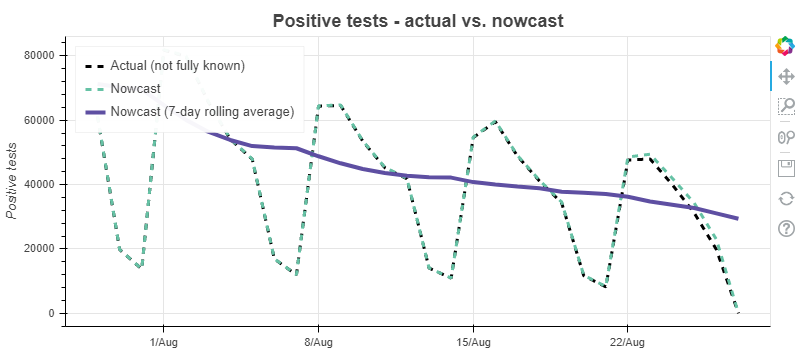 Positive tests - actual vs. nowcast
80000
60000
40000
20000
0
Positive tests
Actual (not fully known)
Nowcast
Nowcast (7-day rolling average)
1/Aug
8/Aug
15/Aug
22/Aug